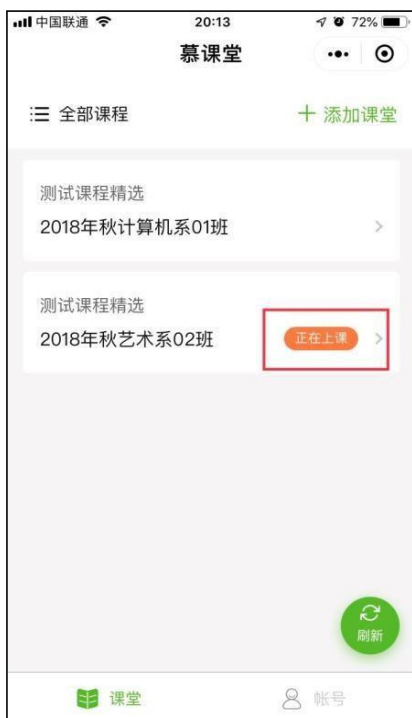 中国联通 20:13 72%
慕课堂
全部课程 添加课堂
测试课程精选
2018年秋计算机系01班
测试课程精选
2018年秋艺术系02班 正在上课
刷新
课堂 帐号